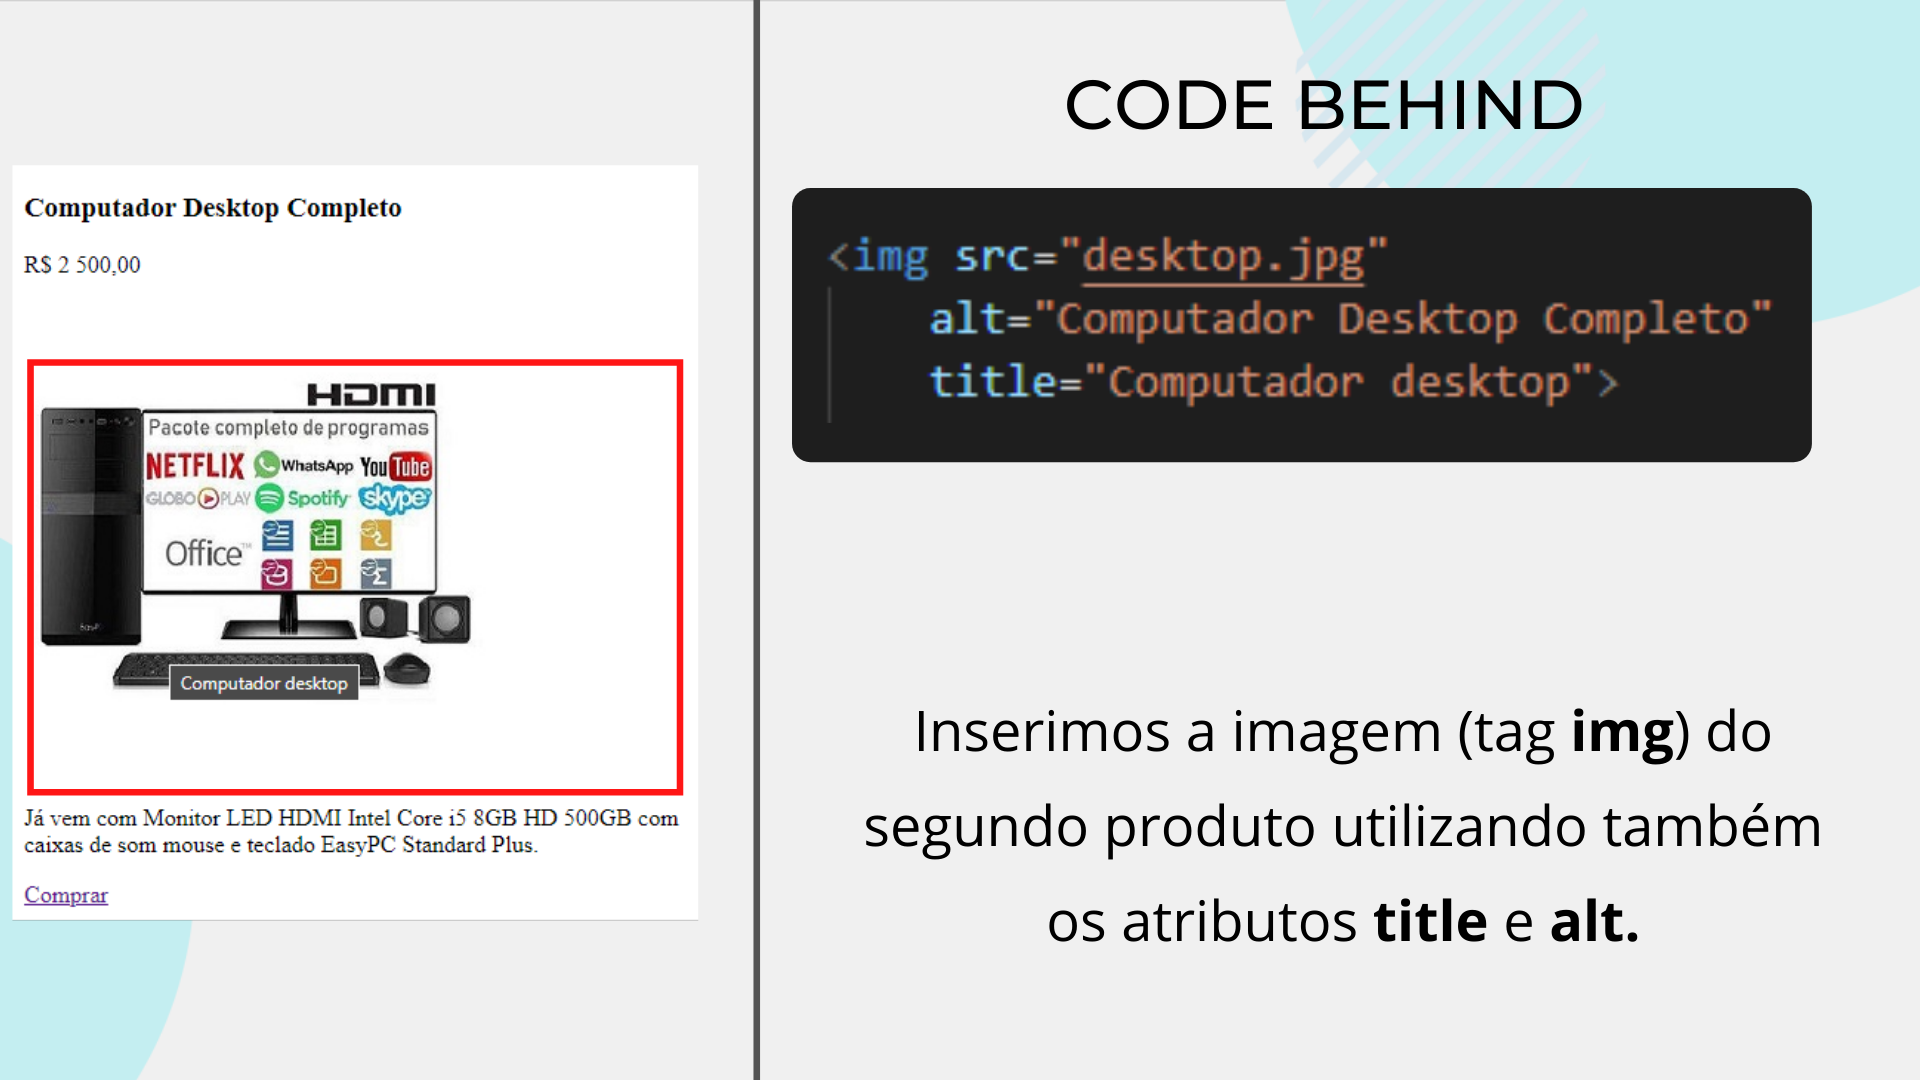 Computador Desktop Completo
R$ 2 500,00
HDMI
Pacote completo de programas
NETFLIX WhatsApp YouTube
GLOBO PLAY Spotify skype
Office™
Computador desktop
Já vem com Monitor LED HDMI Intel Core i5 8GB HD 500GB com
caixas de som mouse e teclado EasyPC Standard Plus.
Comprar
CODE BEHIND
<img src="desktop.jpg"
alt="Computador Desktop Completo"
title="Computador desktop">
Inserimos a imagem (tag img) do
segundo produto utilizando também
os atributos title e alt.